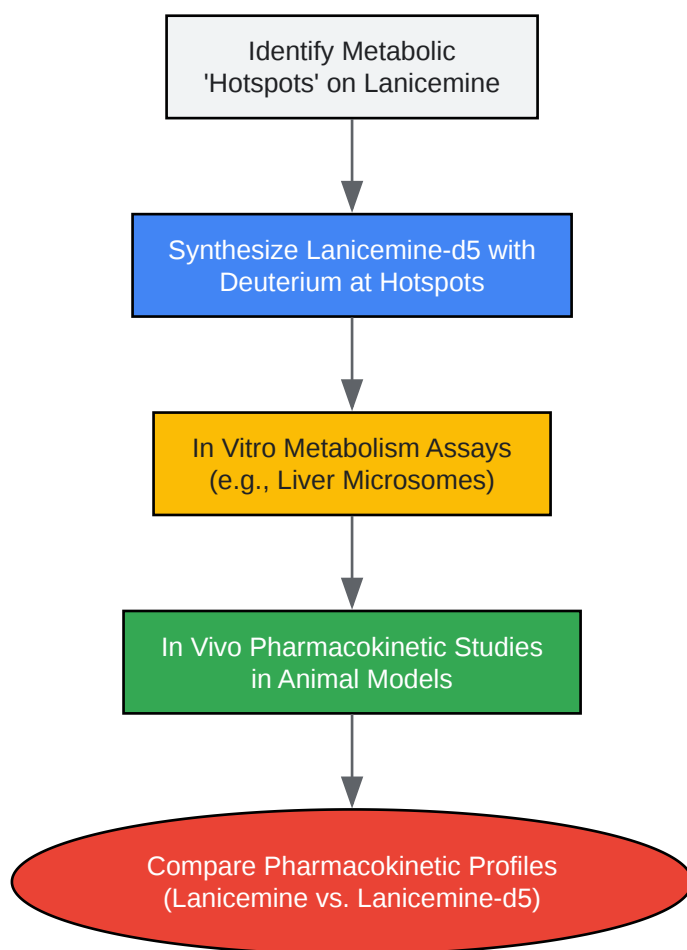 Identify Metabolic
'Hotspots' on Lanicemine
Synthesize Lanicemine-d5 with
Deuterium at Hotspots
In Vitro Metabolism Assays
(e.g., Liver Microsomes)
In Vivo Pharmacokinetic Studies
in Animal Models
Compare Pharmacokinetic Profiles
(Lanicemine vs. Lanicemine-d5)